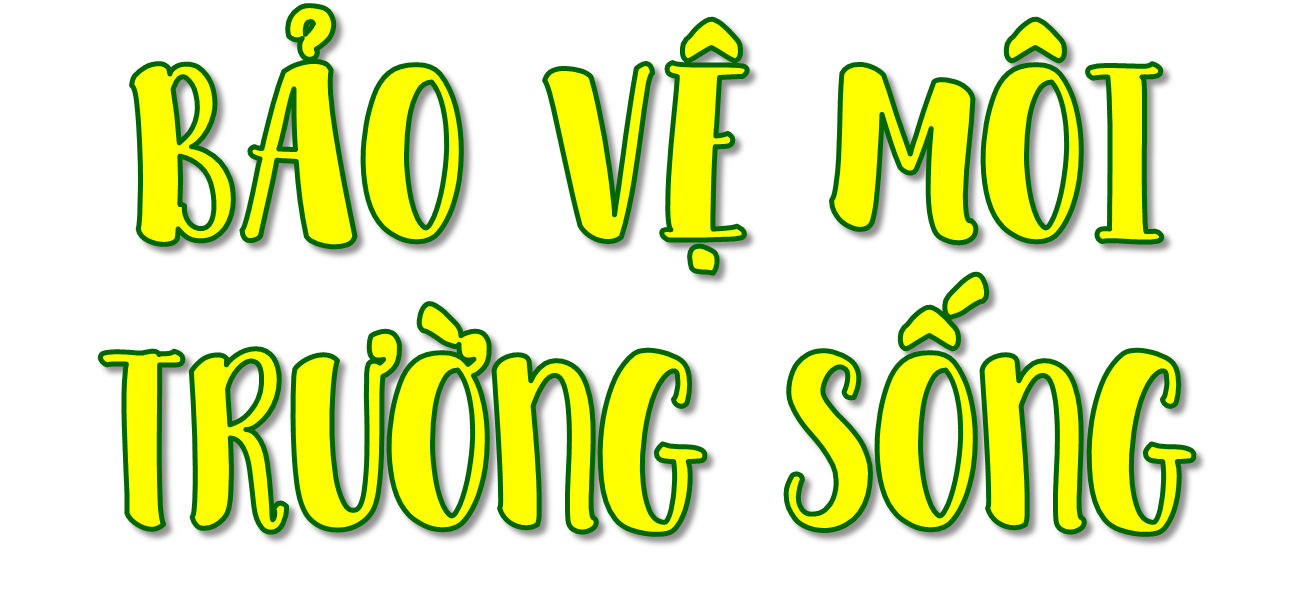 BẢO VỆ MÔI
TRƯỜNG SỐNG